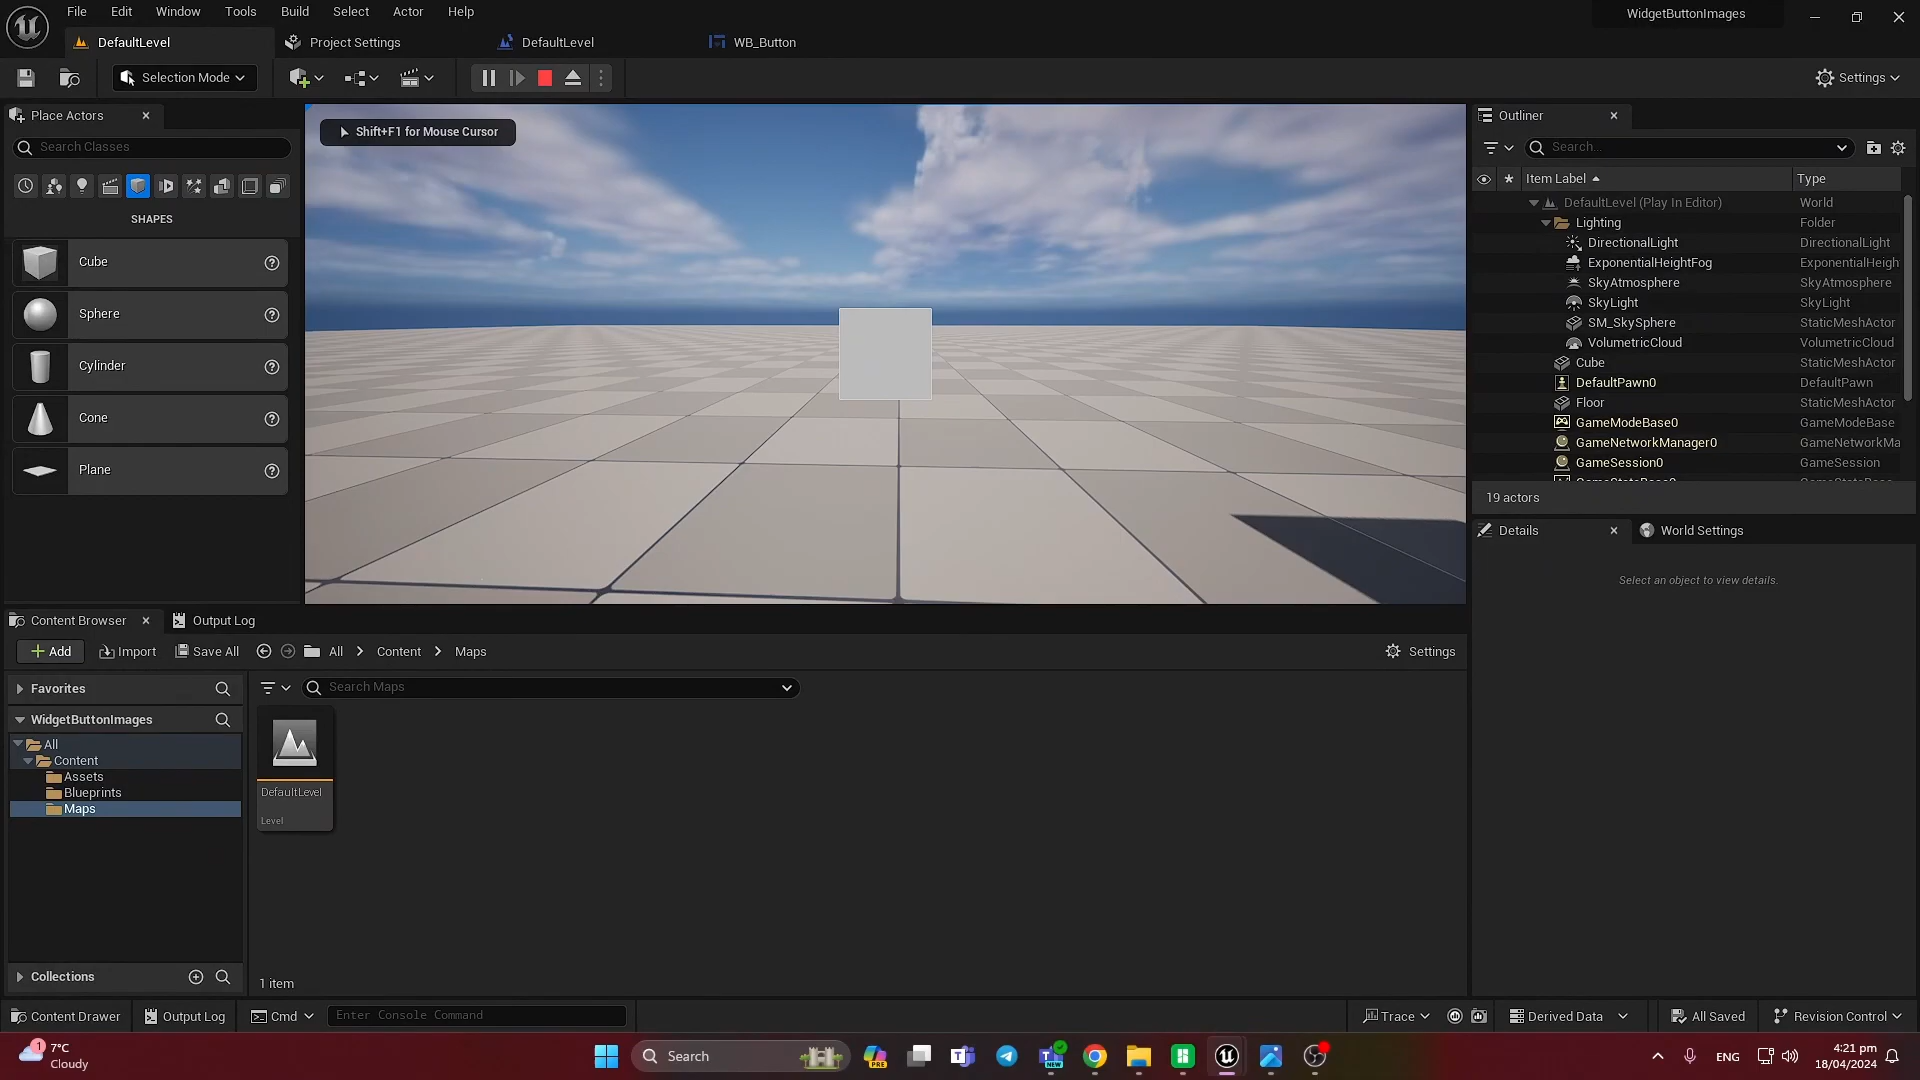 File Edit Window Tools Build Select Actor Help
WidgetButtonImages
DefaultLevel
Project Settings
DefaultLevel
WB_Button
Selection Mode
Settings
Place Actors
Search Classes
SHAPES
Cube
Sphere
Cylinder
Cone
Plane
Shift+F1 for Mouse Cursor
Outliner
Search...
Item Label Type
DefaultLevel (Play In Editor) World
Lighting Folder
DirectionalLight DirectionalLight
ExponentialHeightFog ExponentialHeigh
SkyAtmosphere SkyAtmosphere
SkyLight SkyLight
SM_SkySphere StaticMeshActor
VolumetricCloud VolumetricCloud
Cube StaticMeshActor
DefaultPawn0 DefaultPawn
Floor StaticMeshActor
GameModeBase0 GameModeBase
GameNetworkManager0 GameNetworkMa
GameSession0 GameSession
19 actors
Details
World Settings
Select an object to view details.
Content Browser
Output Log
Add
Import
Save All
All
Content
Maps
Settings
Favorites
WidgetButtonImages
All
Content
Assets
Blueprints
Maps
Collections
Search Maps
DefaultLevel
Level
1 item
Content Drawer
Output Log
Cmd
Enter Console Command
Trace
Derived Data
All Saved
Revision Control
1
7°C
Cloudy
Search
PRE
NEW
ENG
4:21 pm
18/04/2024